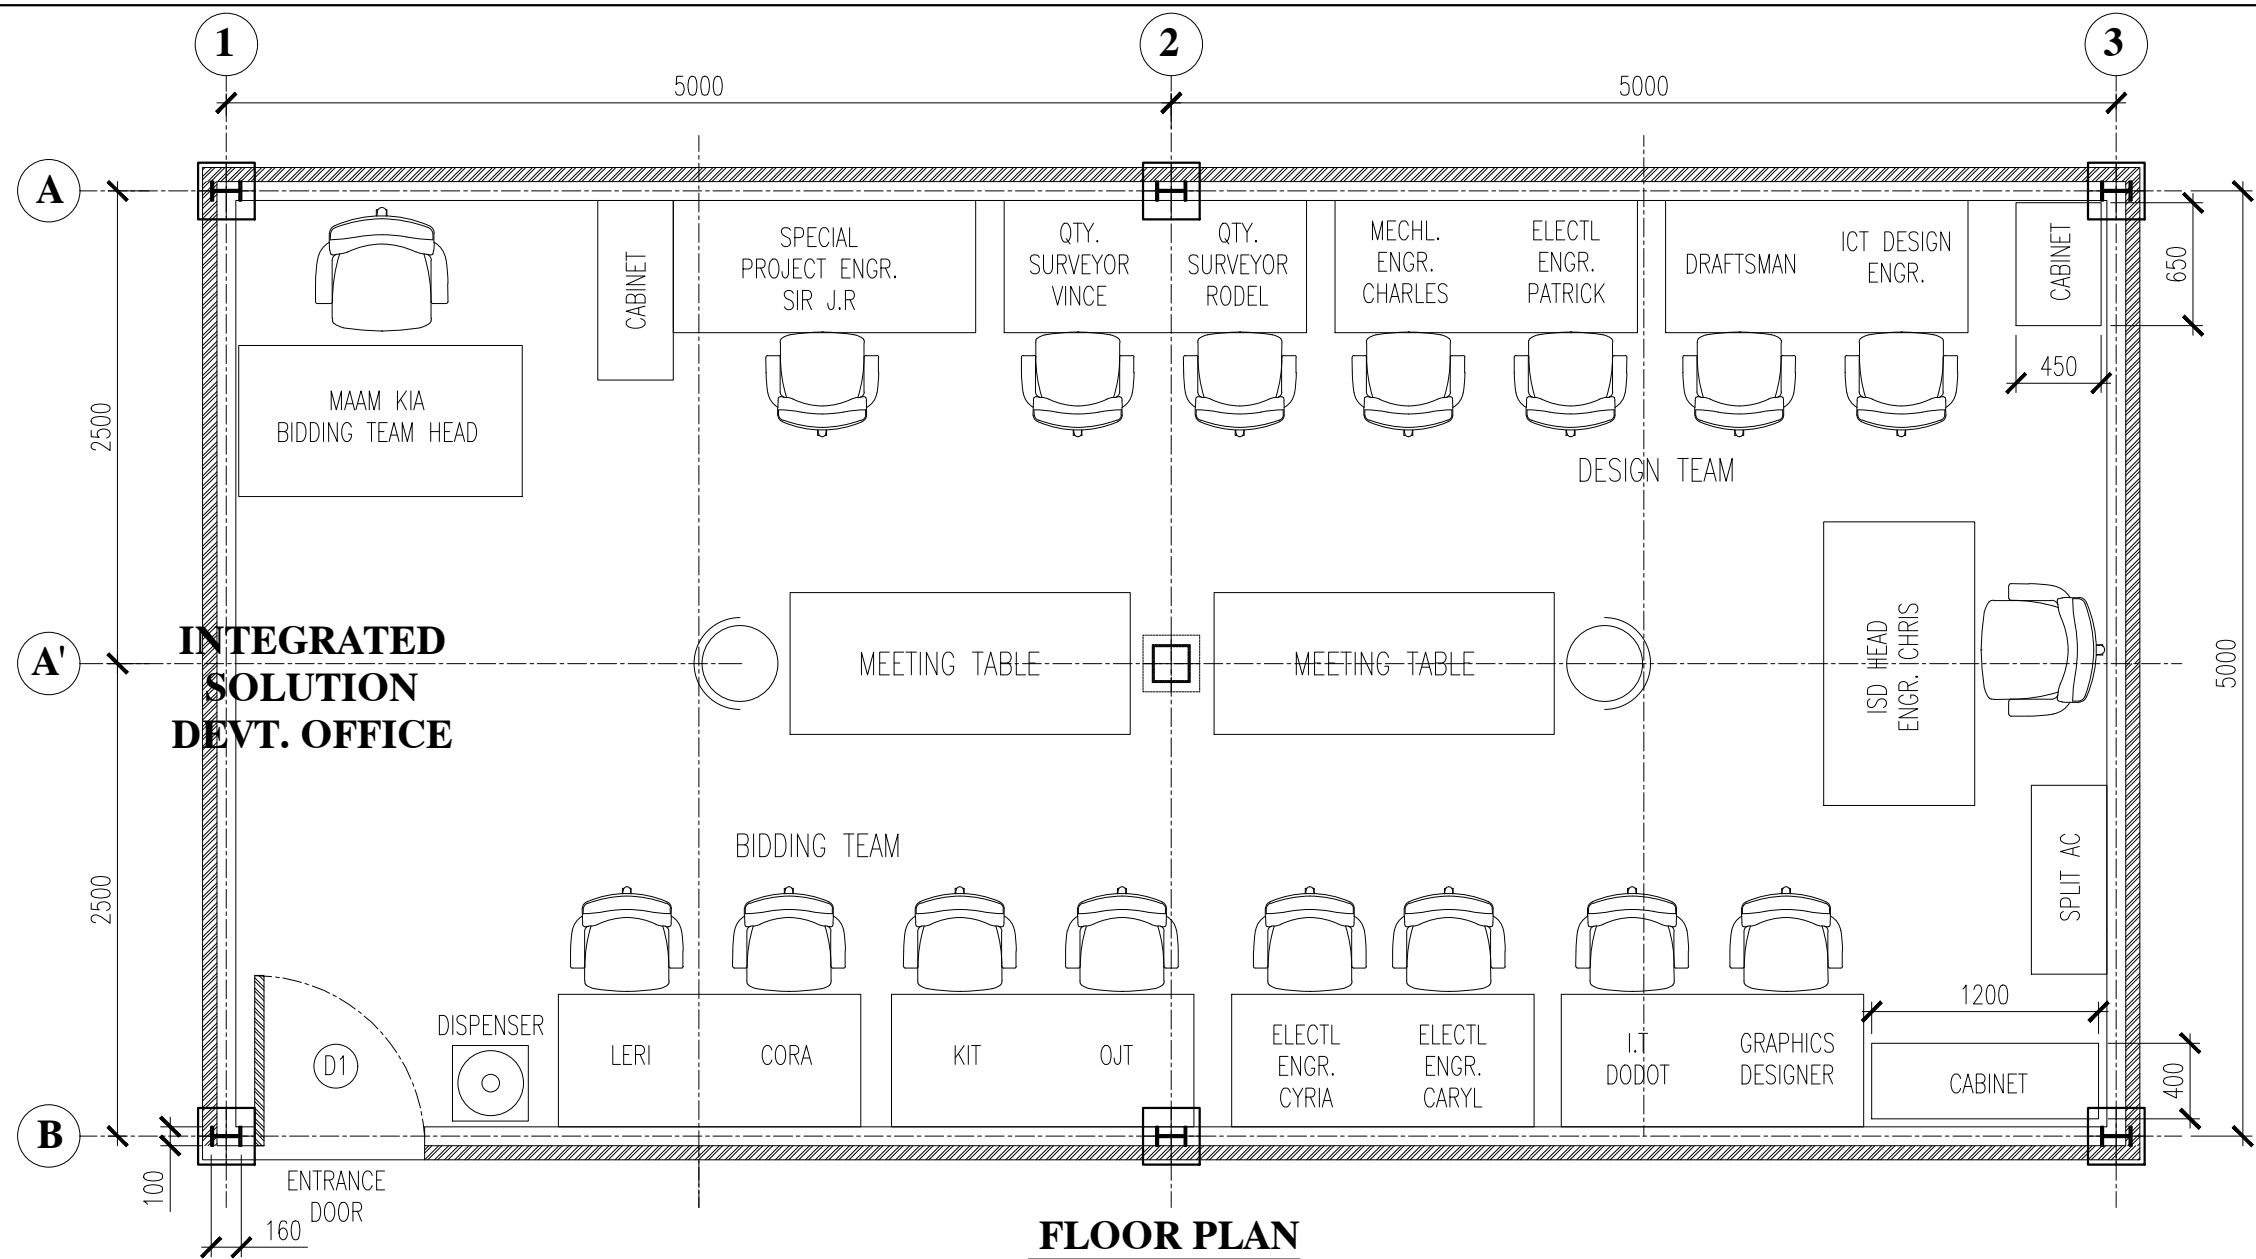 1
2
3
5000
5000
A
A'
B
2500
2500
5000
CABINET
SPECIAL
PROJECT ENGR.
SIR J.R
QTY.
SURVEYOR
VINCE
QTY.
SURVEYOR
RODEL
MECHL.
ENGR.
CHARLES
ELECTL
ENGR.
PATRICK
DRAFTSMAN
ICT DESIGN
ENGR.
CABINET
650
450
MAAM KIA
BIDDING TEAM HEAD
DESIGN TEAM
INTEGRATED
SOLUTION
DEVT. OFFICE
MEETING TABLE
MEETING TABLE
ISD HEAD
ENGR. CHRIS
BIDDING TEAM
SPLIT AC
DISPENSER
D1
LERI
CORA
KIT
OJT
ELECTL
ENGR.
CYRIA
ELECTL
ENGR.
CARYL
I.T
DODOT
GRAPHICS
DESIGNER
1200
CABINET
400
100
160
ENTRANCE
DOOR
FLOOR PLAN